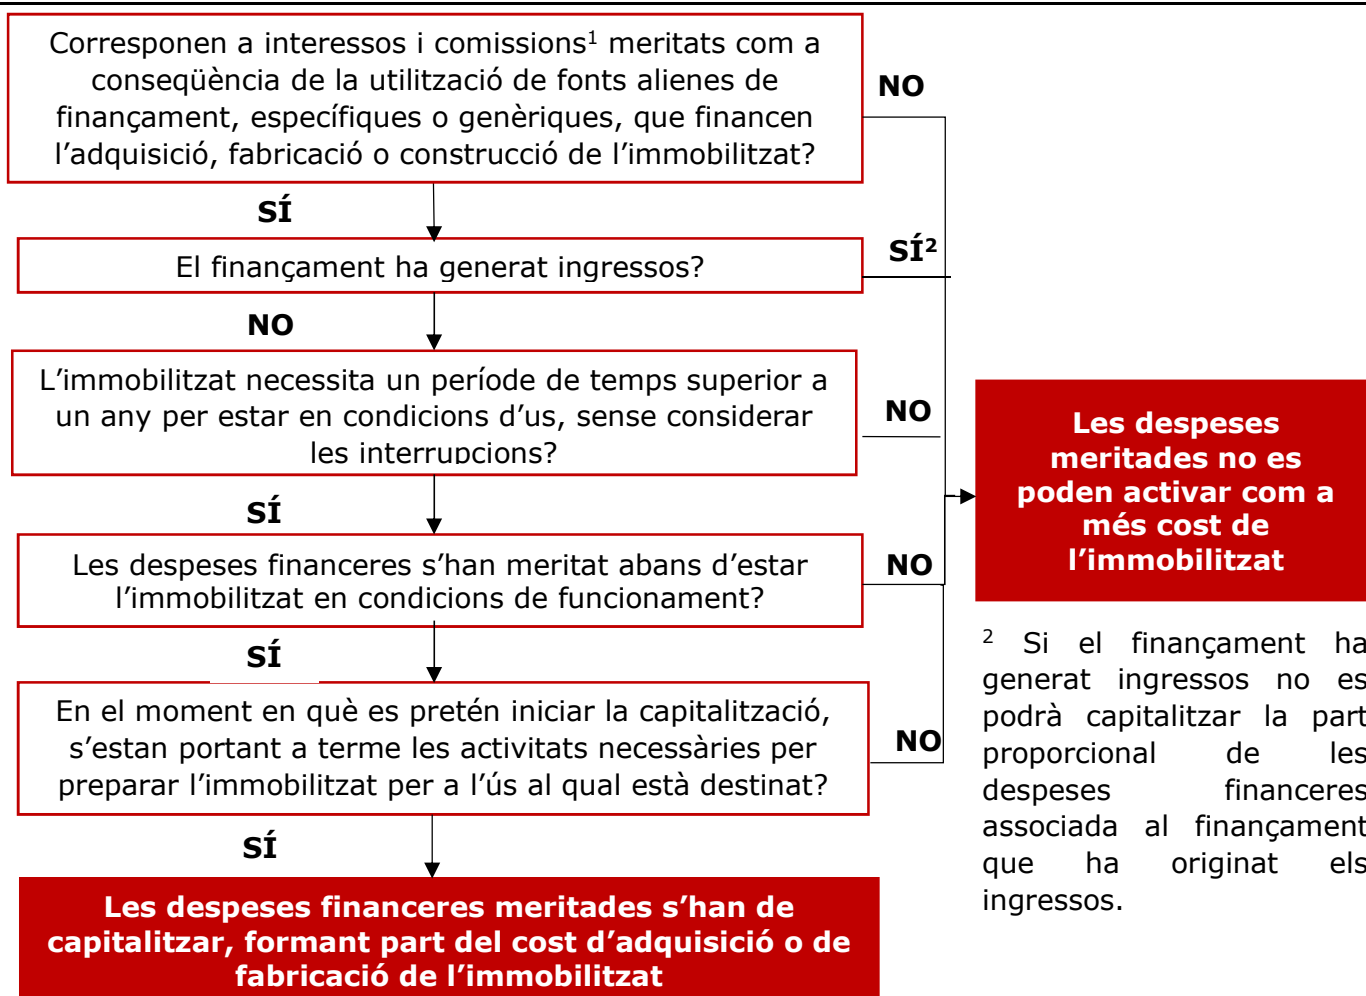 Corresponen a interessos i comissions¹ meritats com a
conseqüència de la utilització de fonts alienes de
finançament, específiques o genèriques, que financen
l’adquisició, fabricació o construcció de l’immobilitzat?
NO
SÍ
El finançament ha generat ingressos?
SÍ²
NO
L’immobilitzat necessita un període de temps superior a
un any per estar en condicions d’us, sense considerar
les interrupcions?
NO
SÍ
Les despeses financeres s’han meritat abans d’estar
l’immobilitzat en condicions de funcionament?
NO
SÍ
En el moment en què es pretén iniciar la capitalització,
s’estan portant a terme les activitats necessàries per
preparar l’immobilitzat per a l’ús al qual està destinat?
NO
SÍ
Les despeses financeres meritades s’han de
capitalitzar, formant part del cost d’adquisició o de
fabricació de l’immobilitzat
Les despeses
meritades no es
poden activar com a
més cost de
l’immobilitzat
² Si el finançament ha
generat ingressos no es
podrà capitalitzar la part
proporcional de les
despeses financeres
associada al finançament
que ha originat els
ingressos.